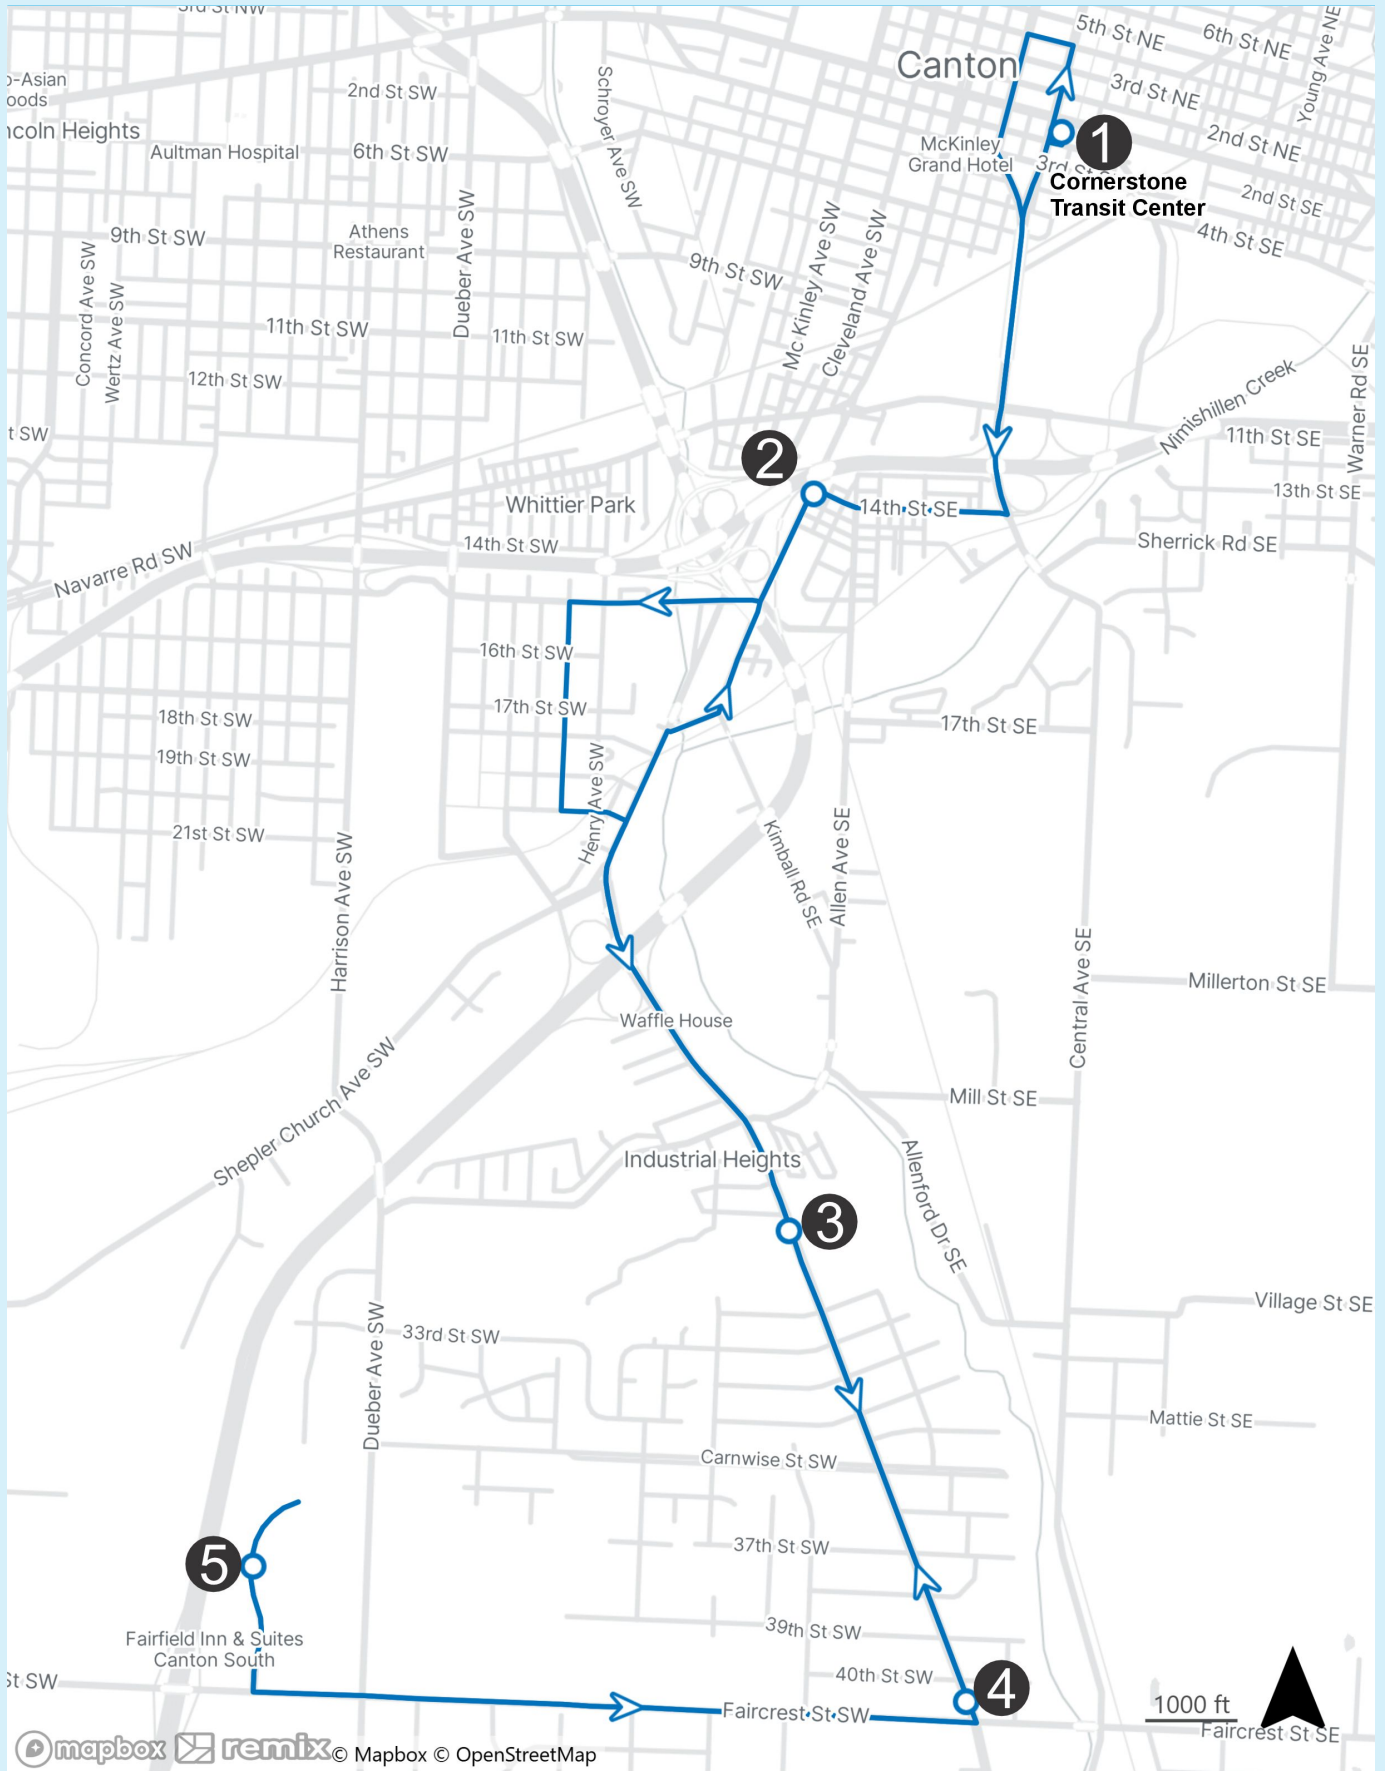 3rd St NW
5th St NE
6th St NE
Young Ave NE
Canton
2nd St SW
Schroyer Ave SW
3rd St NE
ncoln Heights
Aultman Hospital
6th St SW
McKinley
Grand Hotel
1
2nd St NE
Cornerstone
Transit Center
2nd St SE
4th St SE
9th St SW
Athens
Restaurant
Dueber Ave SW
9th St SW
Mc Kinley Ave SW
Cleveland Ave SW
Concord Ave SW
Wertz Ave SW
11th St SW
11th St SW
12th St SW
Nimishillen Creek
Warner Rd SE
t SW
11th St SE
2
Whittier Park
14th St SE
13th St SE
14th St SW
Sherrick Rd SE
Navarre Rd SW
16th St SW
17th St SW
18th St SW
17th St SE
19th St SW
Henry Ave SW
21st St SW
Kimball Rd SE
Allen Ave SE
Harrison Ave SW
Central Ave SE
Millerton St SE
Waffle House
Shepler Church Ave SW
Mill St SE
Industrial Heights
Allenford Dr SE
3
Village St SE
33rd St SW
Dueber Ave SW
Mattie St SE
Carnwise St SW
37th St SW
5
39th St SW
Fairfield Inn & Suites
Canton South
40th St SW
4
St SW
Faircrest St SW
1000 ft
Faircrest St SE
mapbox remix © Mapbox © OpenStreetMap